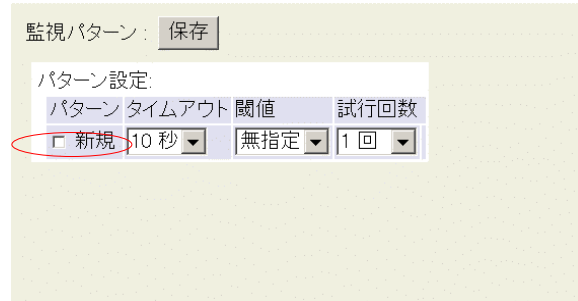 監視パターン : 保存
パターン設定:
パターン タイムアウト 閾値 試行回数
新規 10 秒 無指定 1 回